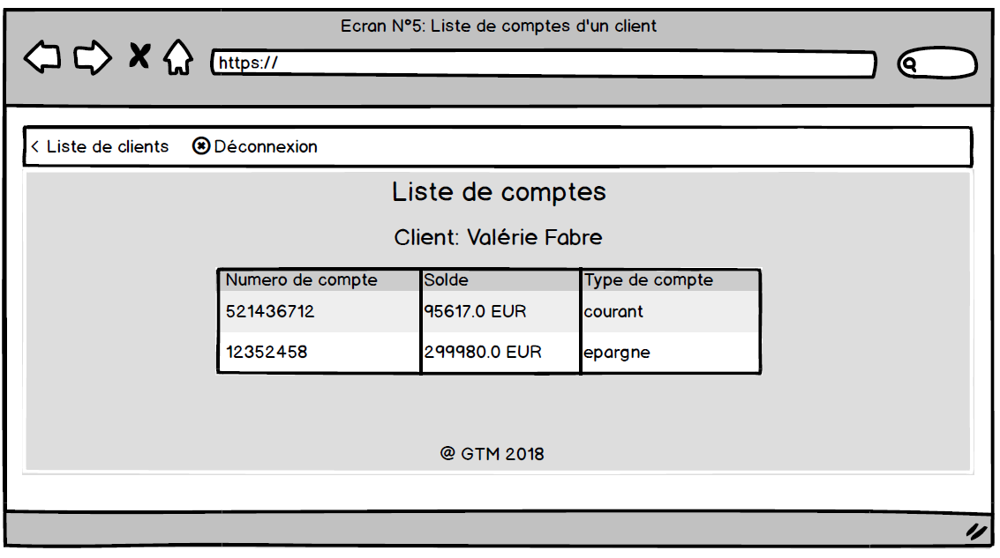 Ecran N°5: Liste de comptes d'un client
https://
< Liste de clients Déconnexion
Liste de comptes
Client: Valérie Fabre
Numero de compte Solde Type de compte
521436712 95617.0 EUR courant
12352458 299980.0 EUR epargne
@ GTM 2018